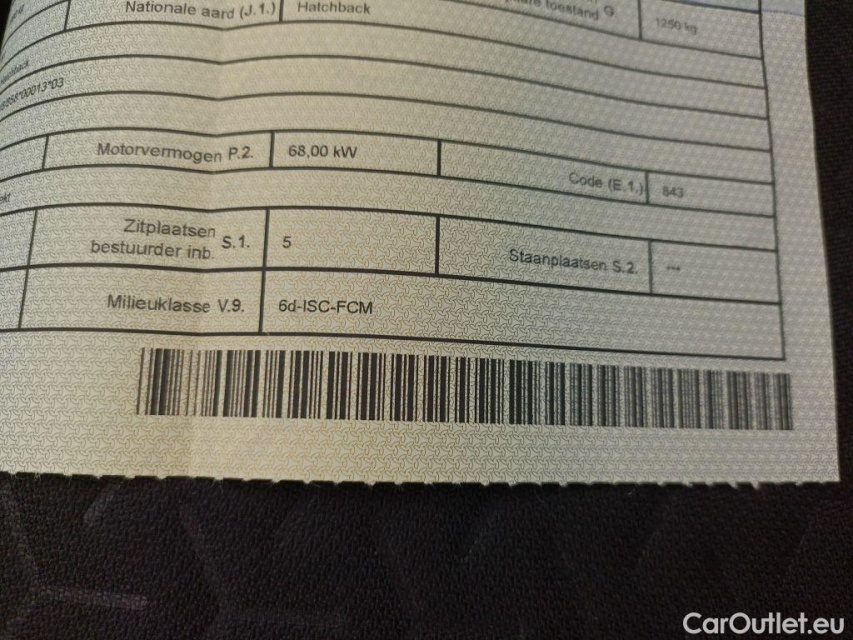 Nationale aard (J.1.) Hatchback toestand G 1250 kg
Motorvermogen P.2. 68,00 kW
Code (E.1.) 843
Zitplaatsen
bestuurder inb. S.1. 5
Staanplaatsen S.2. ---
Milieuklasse V.9. 6d-ISC-FCM
CarOutlet.eu